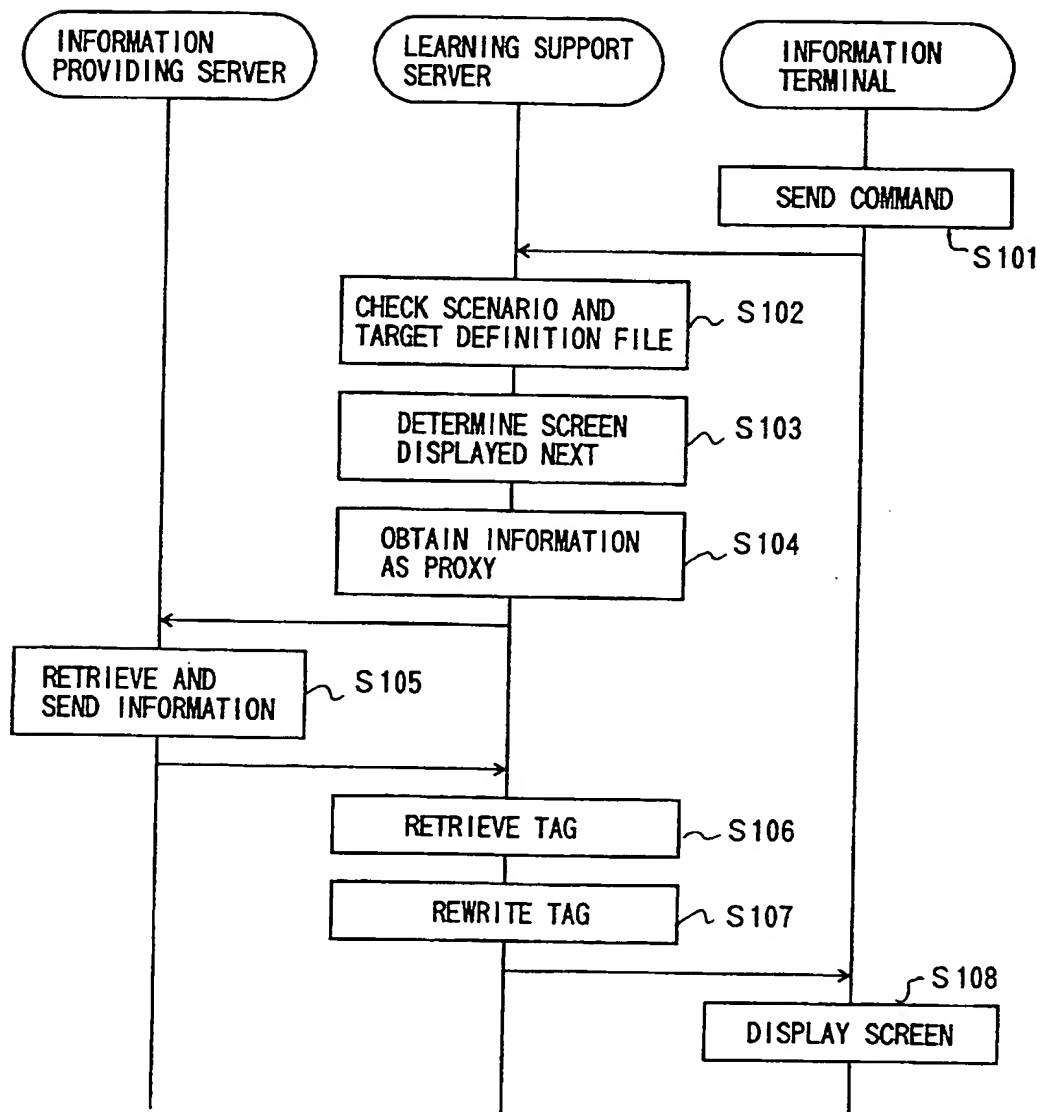 INFORMATION
PROVIDING SERVER
LEARNING SUPPORT
SERVER
INFORMATION
TERMINAL
SEND COMMAND
S101
CHECK SCENARIO AND
TARGET DEFINITION FILE
S102
DETERMINE SCREEN
DISPLAYED NEXT
S103
OBTAIN INFORMATION
AS PROXY
S104
RETRIEVE AND
SEND INFORMATION
S105
RETRIEVE TAG
S106
REWRITE TAG
S107
S108
DISPLAY SCREEN